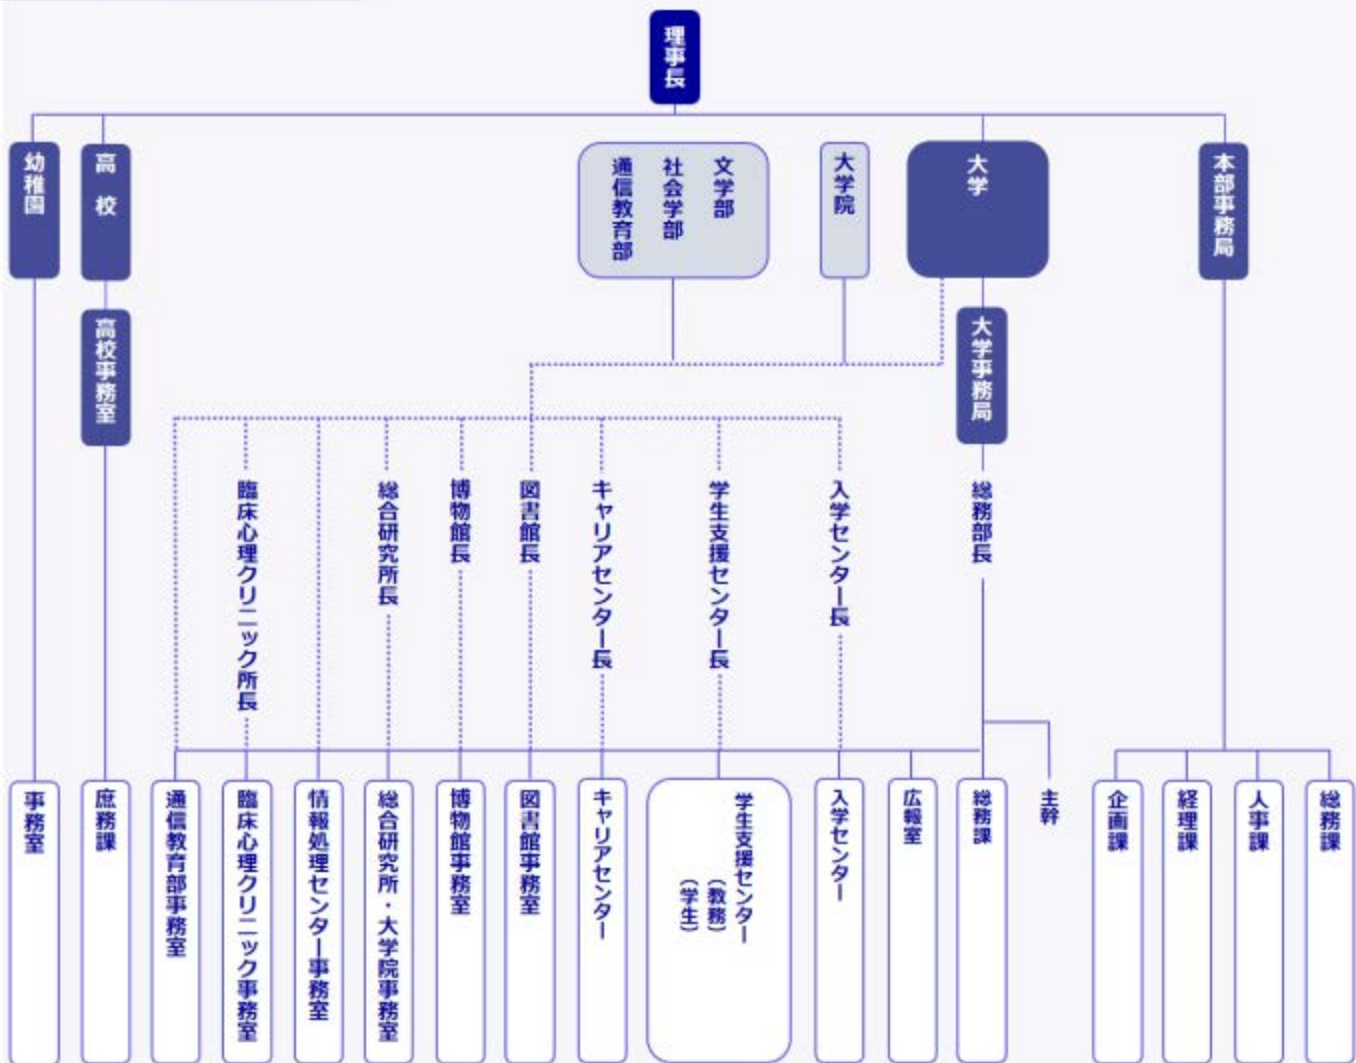 理事長
本部事務局
大学
大学院
文学部
社会学部
通信教育部
高 校
幼稚園
大学事務局
高校事務室
総務部長
入学センター長
学生支援センター長
キャリアセンター長
図書館長
博物館長
総合研究所長
臨床心理クリニック所長
総務課
人事課
経理課
企画課
主幹
総務課
広報室
入学センター
学生支援センター
（教務）
（学生）
キャリアセンター
図書館事務室
博物館事務室
総合研究所・大学院事務室
情報処理センター事務室
臨床心理クリニック事務室
通信教育部事務室
庶務課
事務室